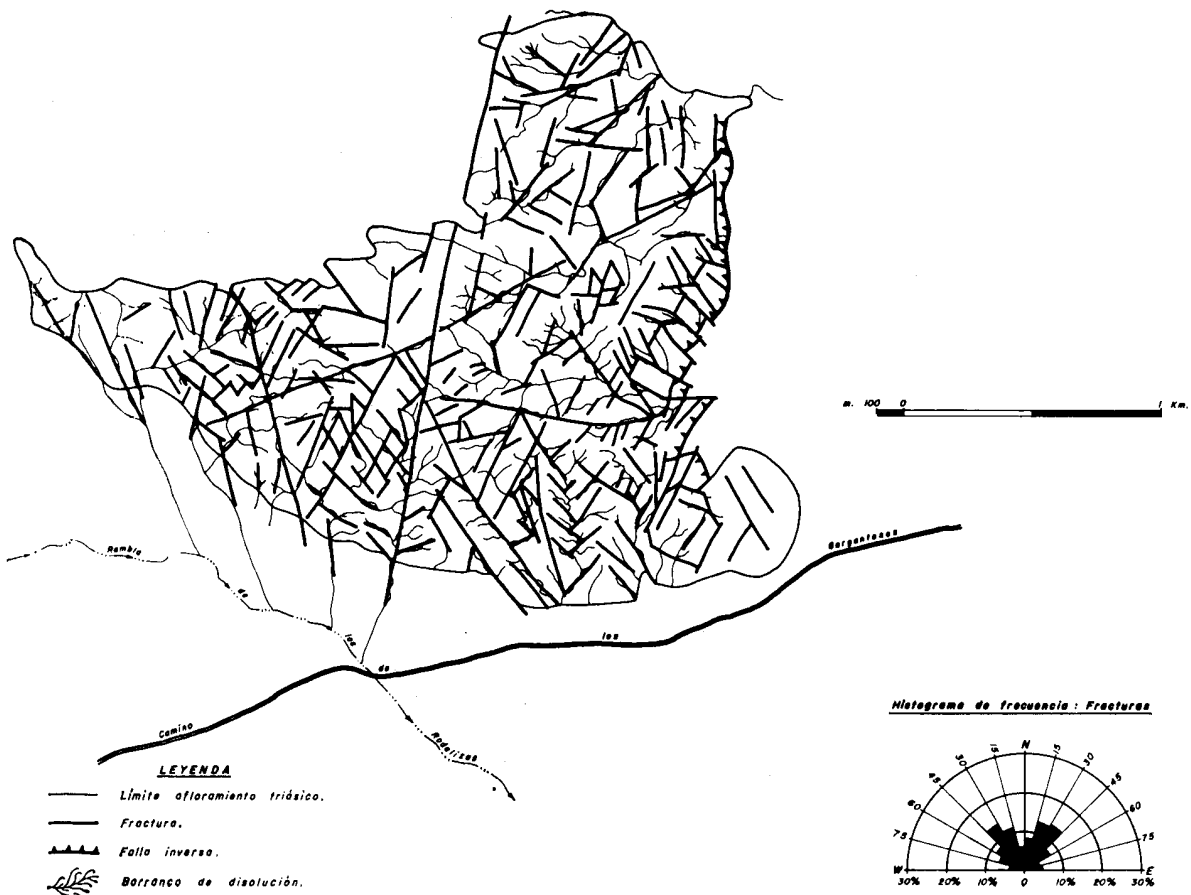 m. 100 0 1 Km.
Rambla
de
las
Rodelizas
Camino
de
los
Gargantones
LEYENDA
Límite afloramiento triásico.
Fractura.
Falla inversa.
Barranco de disolución.
Histograma de frecuencia : Fracturas
N
15 15
30 30
45 45
60 60
75 75
W E
30% 20% 10% 0 10% 20% 30%